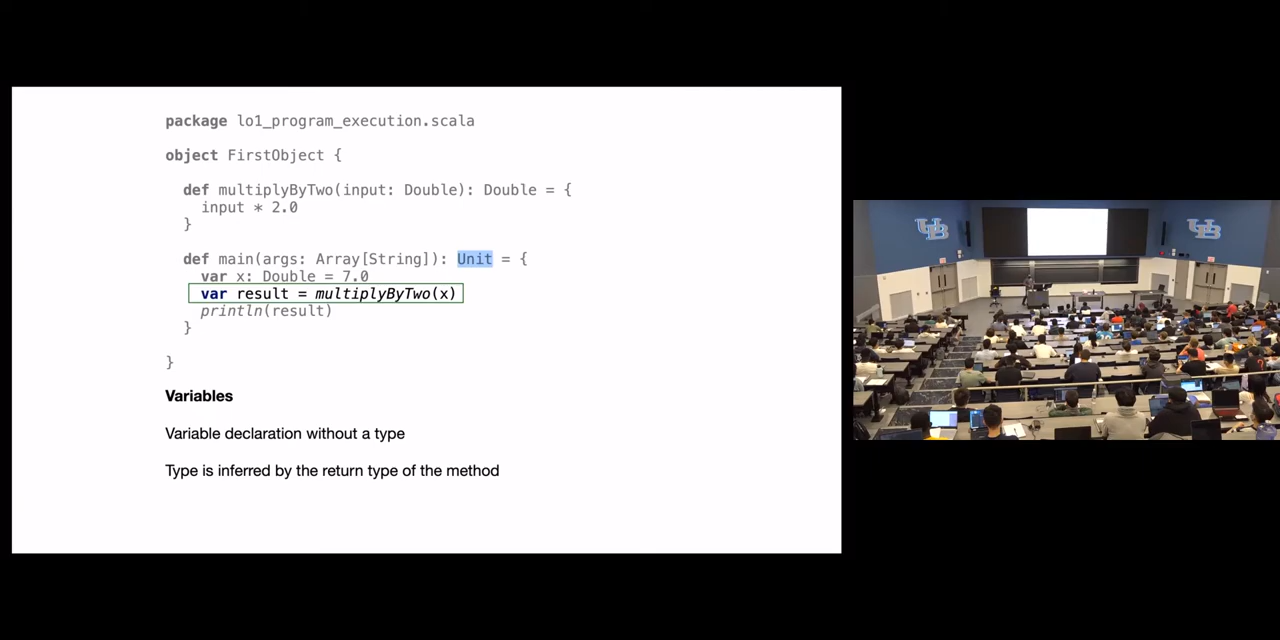 package lo1_program_execution.scala
object FirstObject {
def multiplyByTwo(input: Double): Double = {
input * 2.0
}
def main(args: Array[String]): Unit = {
var x: Double = 7.0
var result = multiplyByTwo(x)
println(result)
}
}
Variables
Variable declaration without a type
Type is inferred by the return type of the method
UB
UB